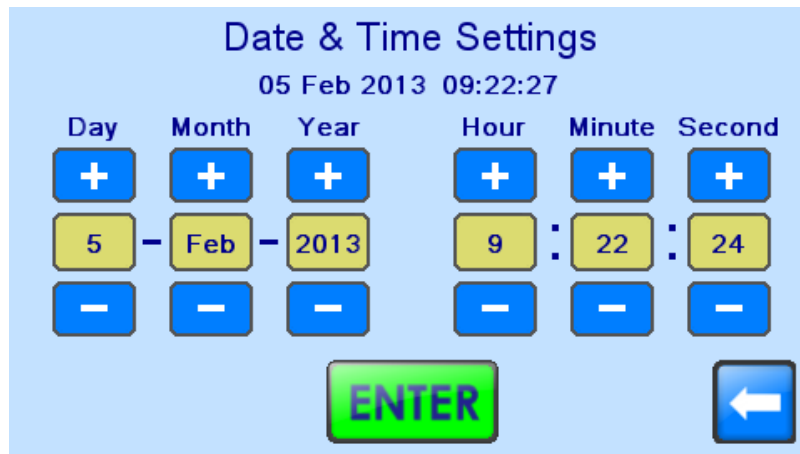 Date & Time Settings
05 Feb 2013 09:22:27
Day Month Year Hour Minute Second
+ + + + + +
5 - Feb - 2013 9 : 22 : 24
- - - - - -
ENTER